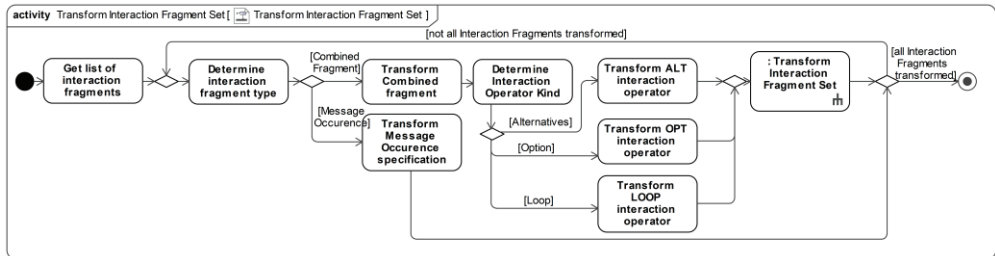 activity Transform Interaction Fragment Set [ Transform Interaction Fragment Set ]
[not all Interaction Fragments transformed]
Get list of
interaction
fragments
Determine
interaction
fragment type
[Combined
Fragment]
Transform
Combined
fragment
Determine
Interaction
Operator Kind
Transform ALT
interaction
operator
: Transform
Interaction
Fragment Set
[all Interaction
Fragments
transformed]
[Message
Occurence]
Transform
Message
Occurence
specification
[Alternatives]
[Option]
Transform OPT
interaction
operator
[Loop]
Transform
LOOP
interaction
operator